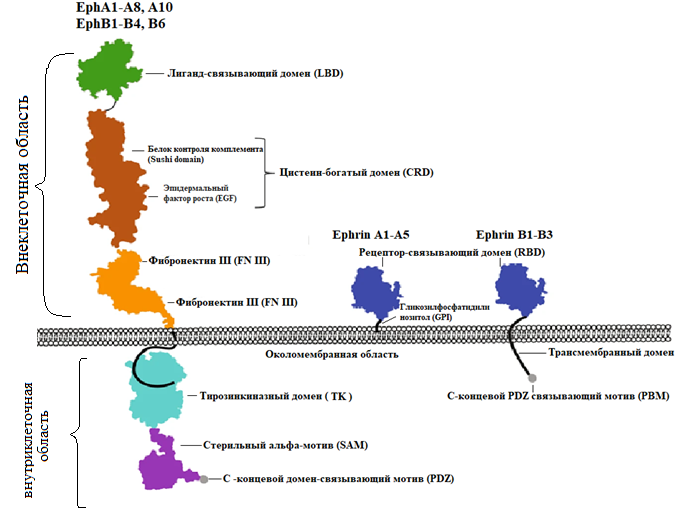 EphA1-A8, A10
EphB1-B4, B6
Внеклеточная область
Лиганд-связывающий домен (LBD)
Белок контроля комплемента
(Sushi domain)
Эпидермальный
фактор роста (EGF)
Цистеин-богатый домен (CRD)
Фибронектин III (FN III)
Фибронектин III (FN III)
Ephrin A1-A5
Ephrin B1-B3
Рецептор-связывающий домен (RBD)
Гликозилфосфатидили
нозитол (GPI)
Околомембранная область
Трансмембранный домен
внутриклеточная
область
Тирозинкиназный домен ( TK )
С-концевой PDZ связывающий мотив (PBM)
Стерильный альфа-мотив (SAM)
С -концевой домен-связывающий мотив (PDZ)